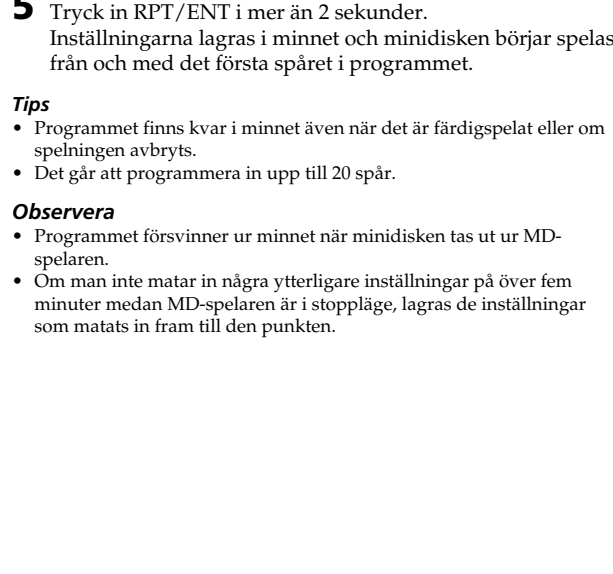 5 Tryck in RPT/ENT i mer än 2 sekunder.
Inställningarna lagras i minnet och minidisken börjar spelas
från och med det första spåret i programmet.
Tips
• Programmet finns kvar i minnet även när det är färdigspelat eller om
spelningen avbryts.
• Det går att programmera in upp till 20 spår.
Observera
• Programmet försvinner ur minnet när minidisken tas ut ur MD-
spelaren.
• Om man inte matar in några ytterligare inställningar på över fem
minuter medan MD-spelaren är i stoppläge, lagras de inställningar
som matats in fram till den punkten.